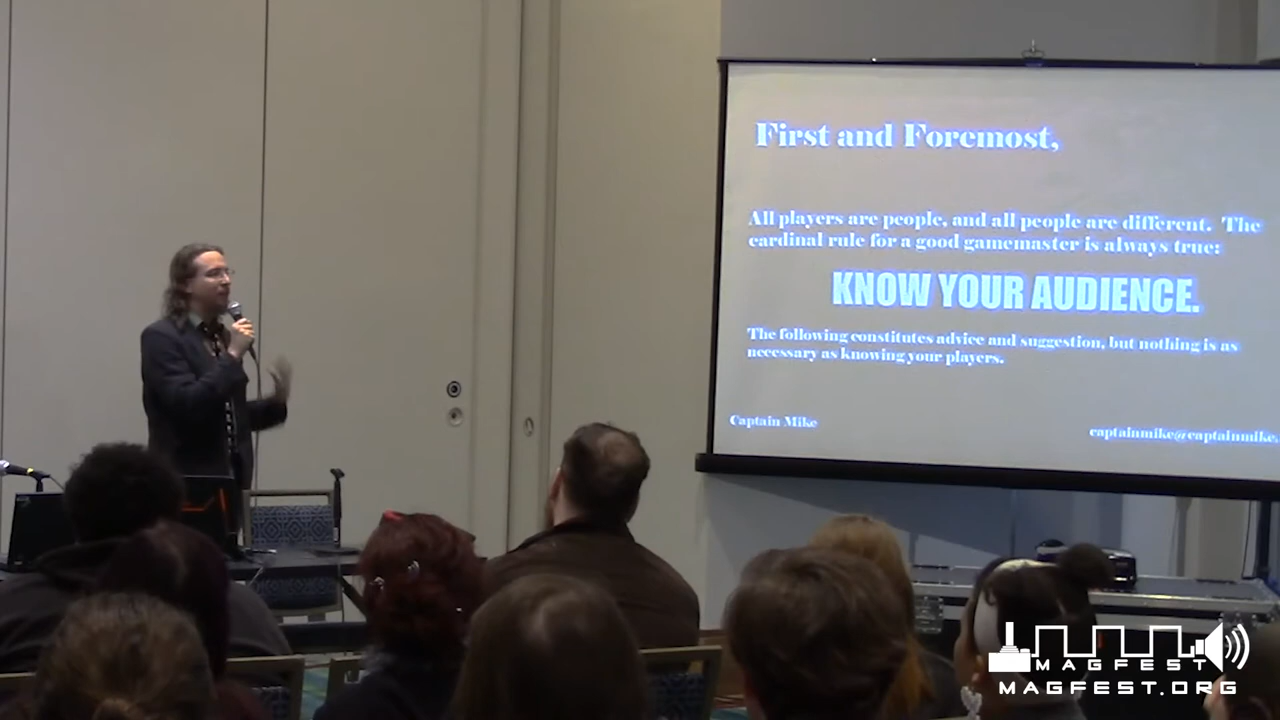 First and Foremost,
All players are people, and all people are different. The
cardinal rule for a good gamemaster is always true:
KNOW YOUR AUDIENCE.
The following constitutes advice and suggestion, but nothing is as
necessary as knowing your players.
Captain Mike
captainmike@captainmike.
MAGFEST
MAGFEST.ORG